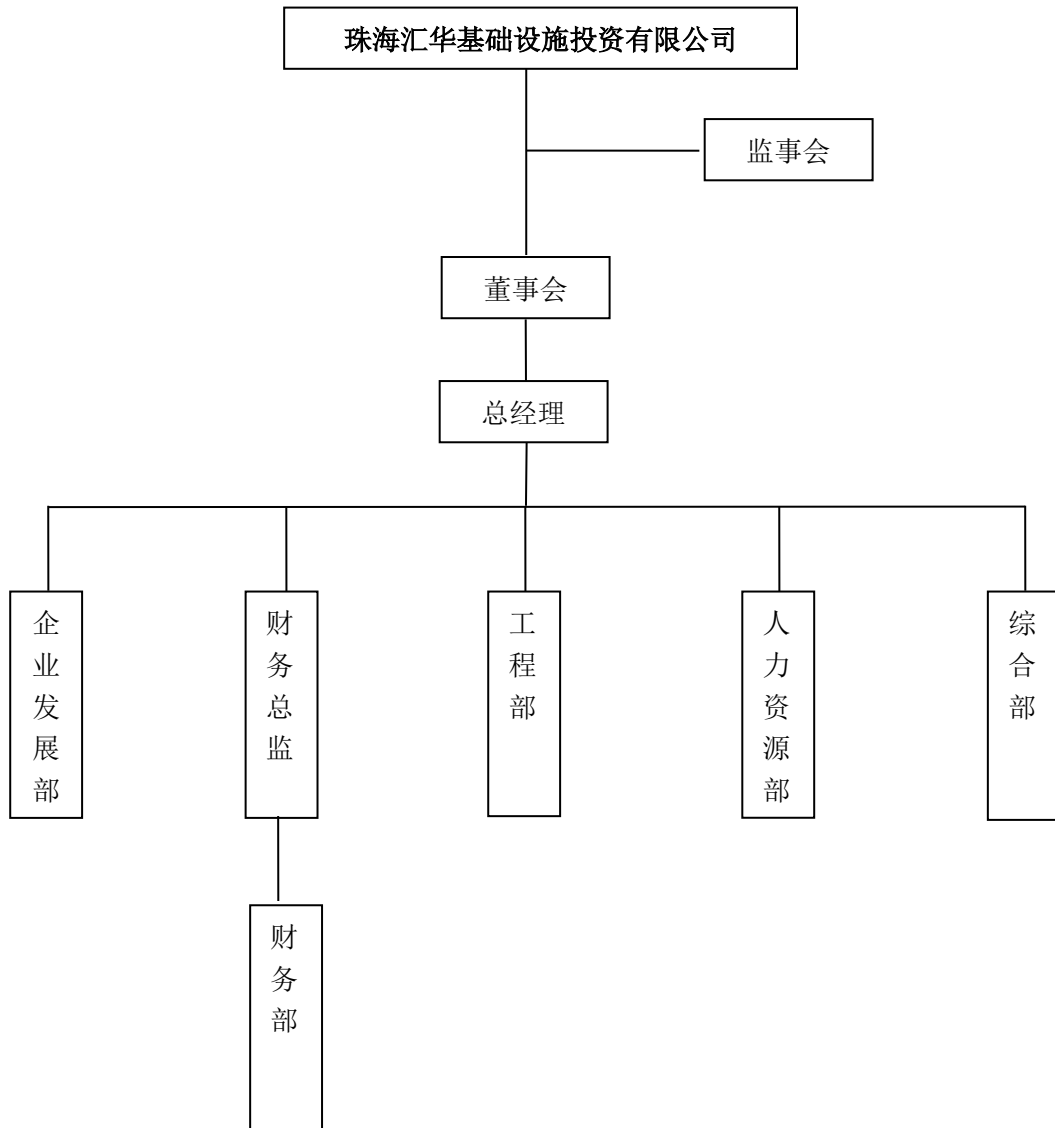 珠海汇华基础设施投资有限公司
监事会
董事会
总经理
企业发展部
财务总监
工程部
人力资源部
综合部
财务部